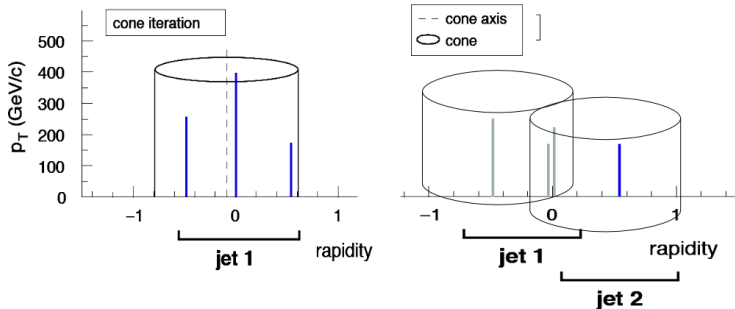 cone iteration
500
400
300
200
100
0
p_T (GeV/c)
−1 0 1
jet 1 rapidity
cone axis
cone
−1 0 1
jet 1 rapidity
jet 2